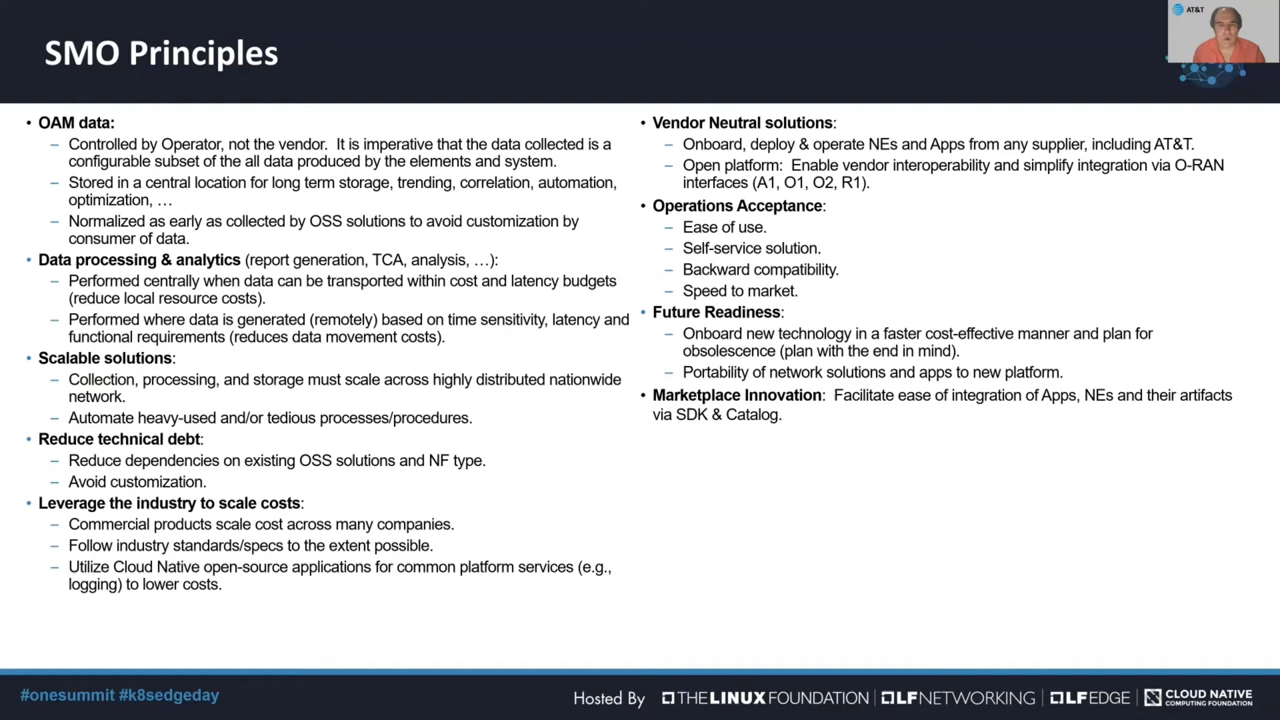 AT&T
SMO Principles
• OAM data:
– Controlled by Operator, not the vendor. It is imperative that the data collected is a
configurable subset of the all data produced by the elements and system.
– Stored in a central location for long term storage, trending, correlation, automation,
optimization, …
– Normalized as early as collected by OSS solutions to avoid customization by
consumer of data.
• Data processing & analytics (report generation, TCA, analysis, …):
– Performed centrally when data can be transported within cost and latency budgets
(reduce local resource costs).
– Performed where data is generated (remotely) based on time sensitivity, latency and
functional requirements (reduces data movement costs).
• Scalable solutions:
– Collection, processing, and storage must scale across highly distributed nationwide
network.
– Automate heavy-used and/or tedious processes/procedures.
• Reduce technical debt:
– Reduce dependencies on existing OSS solutions and NF type.
– Avoid customization.
• Leverage the industry to scale costs:
– Commercial products scale cost across many companies.
– Follow industry standards/specs to the extent possible.
– Utilize Cloud Native open-source applications for common platform services (e.g.,
logging) to lower costs.
• Vendor Neutral solutions:
– Onboard, deploy & operate NEs and Apps from any supplier, including AT&T.
– Open platform: Enable vendor interoperability and simplify integration via O-RAN
interfaces (A1, O1, O2, R1).
• Operations Acceptance:
– Ease of use.
– Self-service solution.
– Backward compatibility.
– Speed to market.
• Future Readiness:
– Onboard new technology in a faster cost-effective manner and plan for
obsolescence (plan with the end in mind).
– Portability of network solutions and apps to new platform.
• Marketplace Innovation: Facilitate ease of integration of Apps, NEs and their artifacts
via SDK & Catalog.
#onesummit #k8sedgeday
Hosted By THE LINUX FOUNDATION | LF NETWORKING | LF EDGE | CLOUD NATIVE
COMPUTING FOUNDATION